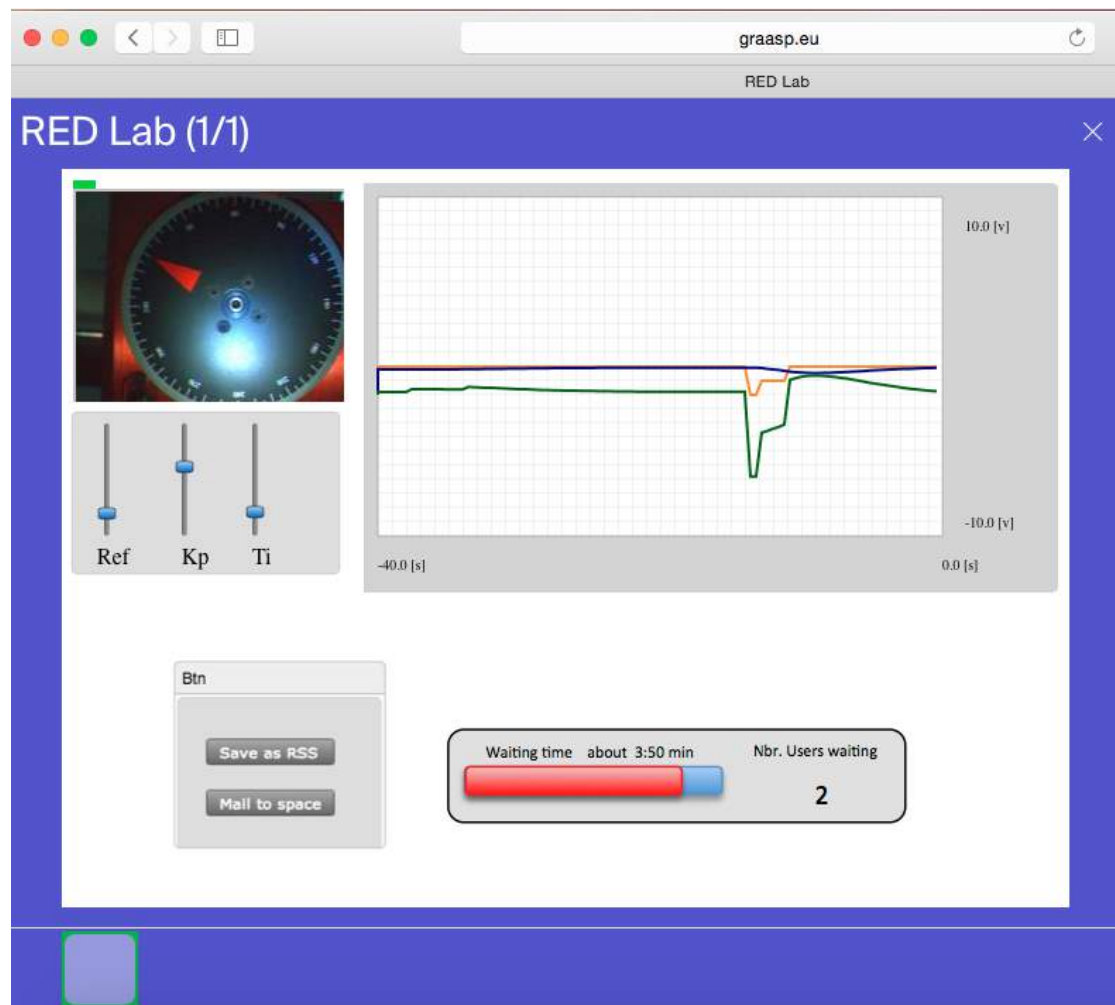 graasp.eu
RED Lab
RED Lab (1/1)
10.0 [v]
-10.0 [v]
-40.0 [s]
0.0 [s]
Ref Kp Ti
Btn
Save as RSS
Mail to space
Waiting time about 3:50 min
Nbr. Users waiting
2